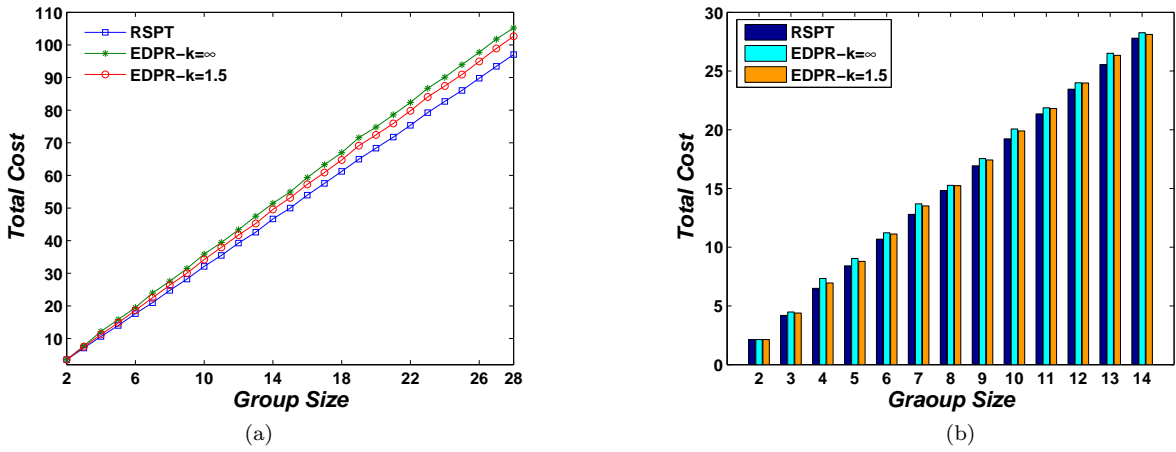 110
100
90
80
70
60
50
40
30
20
10
Total Cost
RSPT
EDPR-k=∞
EDPR-k=1.5
2 6 10 14 18 22 26 28
Group Size
(a)
30
25
20
15
10
5
0
Total Cost
RSPT
EDPR-k=∞
EDPR-k=1.5
2 3 4 5 6 7 8 9 10 11 12 13 14
Graoup Size
(b)